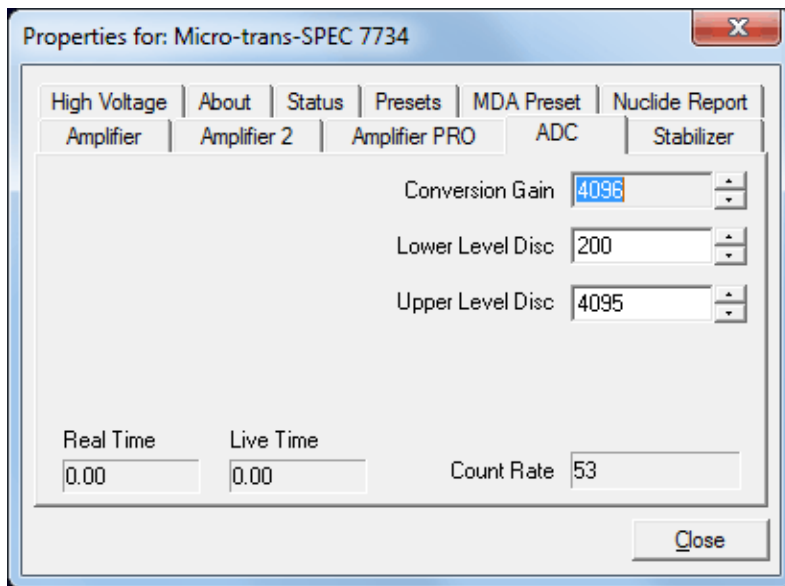 Properties for: Micro-trans-SPEC 7734
High Voltage About Status Presets MDA Preset Nuclide Report
Amplifier Amplifier 2 Amplifier PRO ADC Stabilizer
Conversion Gain 4096
Lower Level Disc 200
Upper Level Disc 4095
Real Time Live Time
0.00 0.00 Count Rate 53
Close